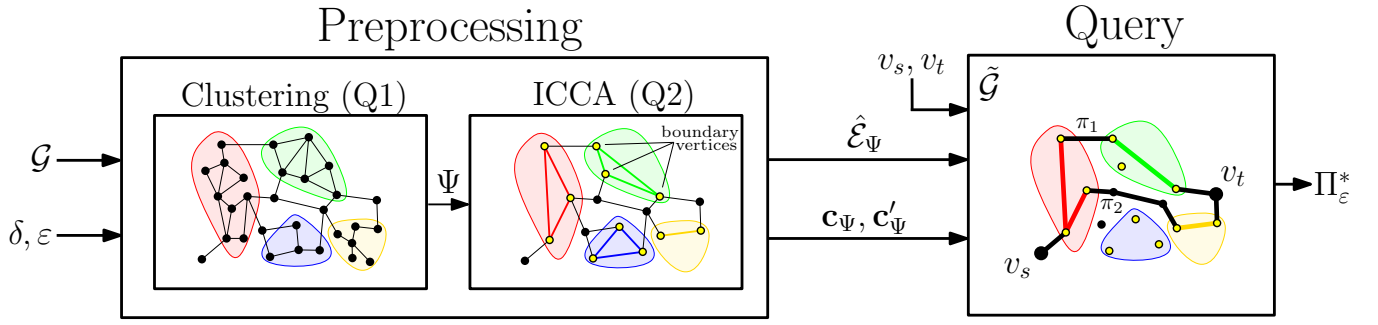 Preprocessing
Query
Clustering (Q1)
ICCA (Q2)
boundary
vertices
𝒢
δ, ε
Ψ
ℰ̂_Ψ
𝐜_Ψ, 𝐜′_Ψ
v_s, v_t
𝒢̃
π_1
π_2
v_t
v_s
Π*_ε